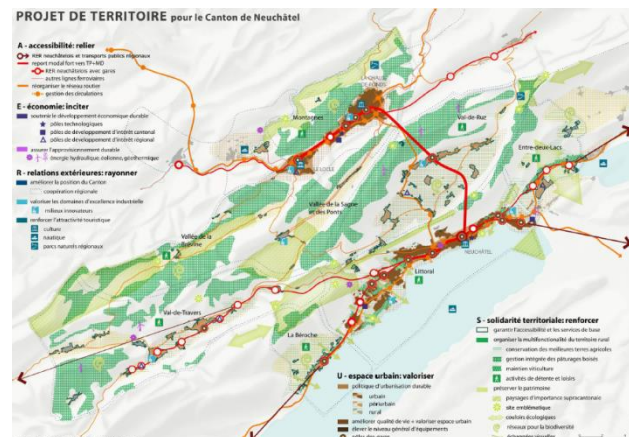 PROJET DE TERRITOIRE pour le Canton de Neuchâtel
A - accessibilité: relier
RER neuchâtelois et transports publics régionaux
report modal fort vers TP+MD
RER neuchâtelois avec gares
autres lignes ferroviaires
réorganiser le réseau routier
gestion des circulations
E - économie: inciter
soutenir le développement économique durable
pôles technologiques
pôles de développement d'intérêt cantonal
pôles de développement d'intérêt régional
assurer l'approvisionnement durable
énergie hydraulique, éolienne, géothermique
R - relations extérieures: rayonner
améliorer la position du Canton
coopération régionale
valoriser les domaines d'excellence industrielle
milieux innovateurs
renforcer l'attractivité touristique
culture
nautique
parcs naturels régionaux
LA CHAUX-DE-FONDS
Montagnes
Val-de-Ruz
Entre-deux-Lacs
LE LOCLE
Vallée de la Sagne
et des Ponts
Vallée de la
Brévine
NEUCHÂTEL
Littoral
Val-de-Travers
La Béroche
S - solidarité territoriale: renforcer
garantir l'accessibilité et les services de base
organiser la multifonctionnalité du territoire rural
conservation des meilleures terres agricoles
gestion intégrée des pâturages boisés
maintien viticulture
activités de détente et loisirs
préserver le patrimoine
paysages d'importance supracantonale
site emblématique
couloirs écologiques
réseaux pour la biodiversité
U - espace urbain: valoriser
politique d'urbanisation durable
urbain
périurbain
rural
améliorer qualité de vie + valoriser espace urbain
élever le niveau général d'équipements